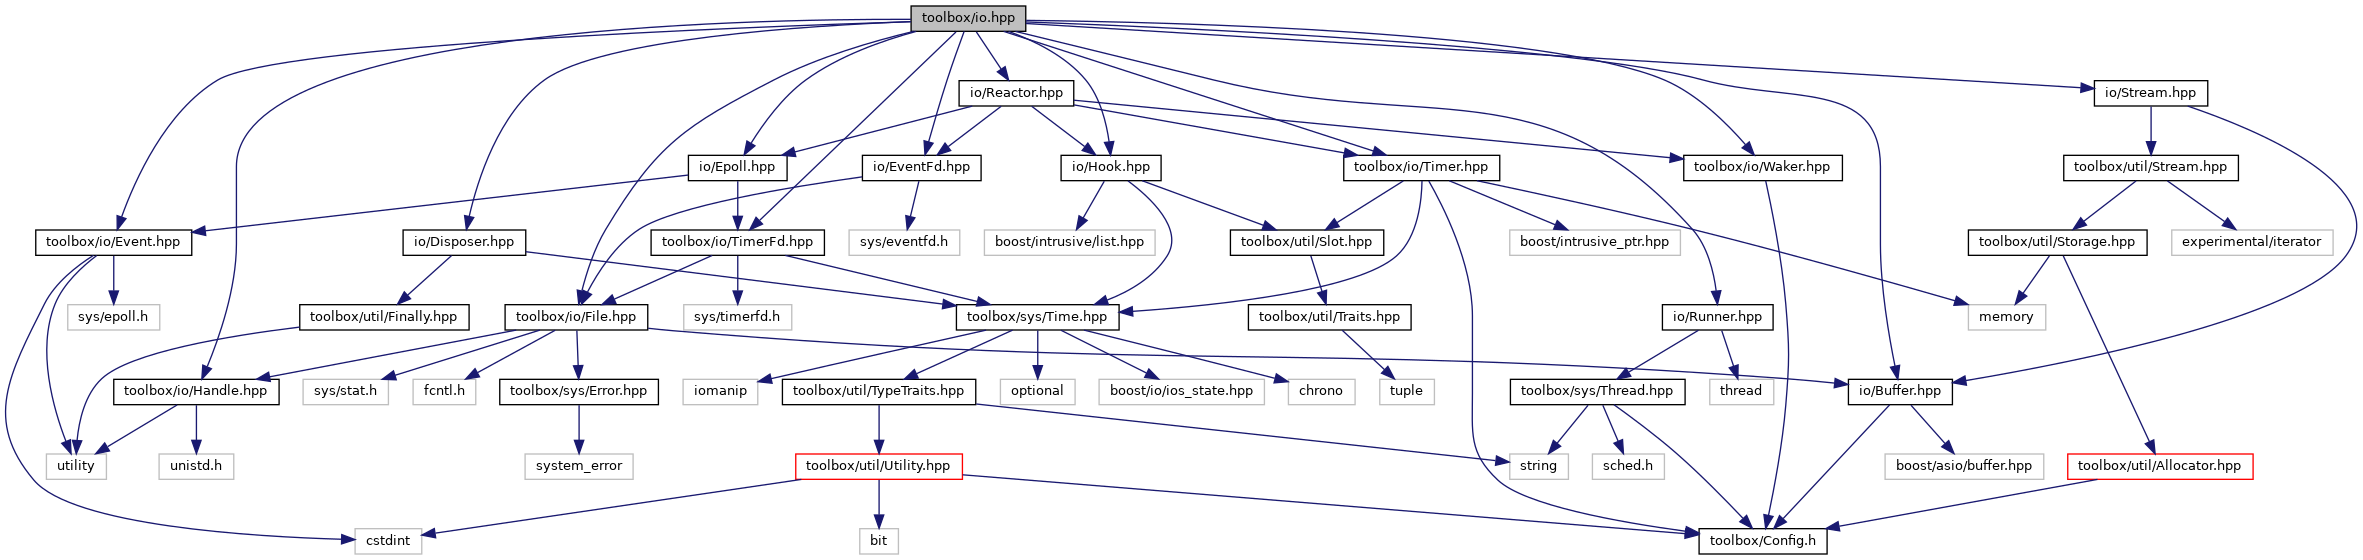 toolbox/io.hpp
io/Reactor.hpp
io/Stream.hpp
io/Epoll.hpp
io/EventFd.hpp
io/Hook.hpp
toolbox/io/Timer.hpp
toolbox/io/Waker.hpp
toolbox/util/Stream.hpp
toolbox/io/Event.hpp
io/Disposer.hpp
toolbox/io/TimerFd.hpp
sys/eventfd.h
boost/intrusive/list.hpp
toolbox/util/Slot.hpp
boost/intrusive_ptr.hpp
toolbox/util/Storage.hpp
experimental/iterator
sys/epoll.h
toolbox/util/Finally.hpp
toolbox/io/File.hpp
sys/timerfd.h
toolbox/sys/Time.hpp
toolbox/util/Traits.hpp
io/Runner.hpp
memory
toolbox/io/Handle.hpp
sys/stat.h
fcntl.h
toolbox/sys/Error.hpp
iomanip
toolbox/util/TypeTraits.hpp
optional
boost/io/ios_state.hpp
chrono
tuple
toolbox/sys/Thread.hpp
thread
io/Buffer.hpp
utility
unistd.h
system_error
toolbox/util/Utility.hpp
string
sched.h
boost/asio/buffer.hpp
toolbox/util/Allocator.hpp
cstdint
bit
toolbox/Config.h